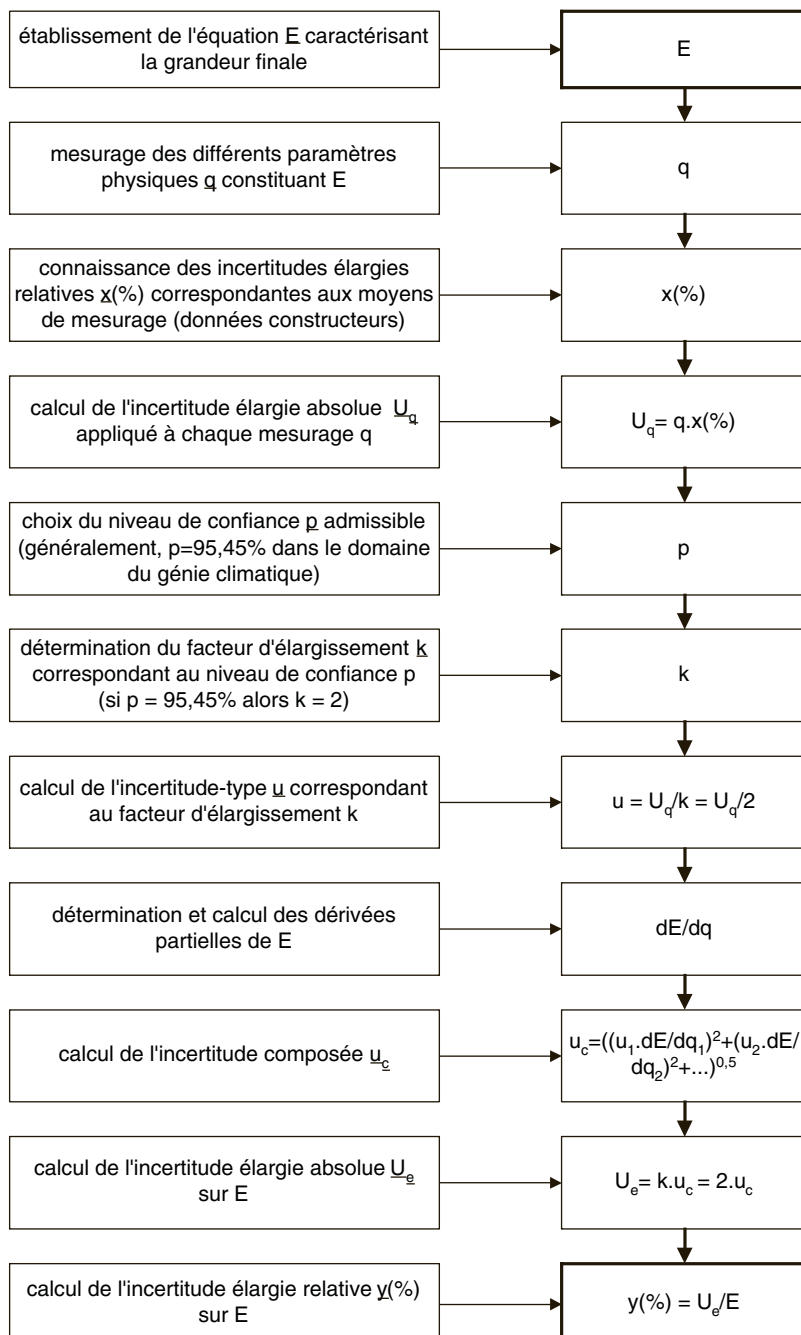 établissement de l'équation E caractérisant
la grandeur finale
E
mesurage des différents paramètres
physiques q constituant E
q
connaissance des incertitudes élargies
relatives x(%) correspondantes aux moyens
de mesurage (données constructeurs)
x(%)
calcul de l'incertitude élargie absolue U_q
appliqué à chaque mesurage q
U_q= q.x(%)
choix du niveau de confiance p admissible
(généralement, p=95,45% dans le domaine
du génie climatique)
p
détermination du facteur d'élargissement k
correspondant au niveau de confiance p
(si p = 95,45% alors k = 2)
k
calcul de l'incertitude-type u correspondant
au facteur d'élargissement k
u = U_q/k = U_q/2
détermination et calcul des dérivées
partielles de E
dE/dq
calcul de l'incertitude composée u_c
u_c=((u_1.dE/dq_1)^2+(u_2.dE/
dq_2)^2+...)^0,5
calcul de l'incertitude élargie absolue U_e
sur E
U_e= k.u_c = 2.u_c
calcul de l'incertitude élargie relative y(%)
sur E
y(%) = U_e/E